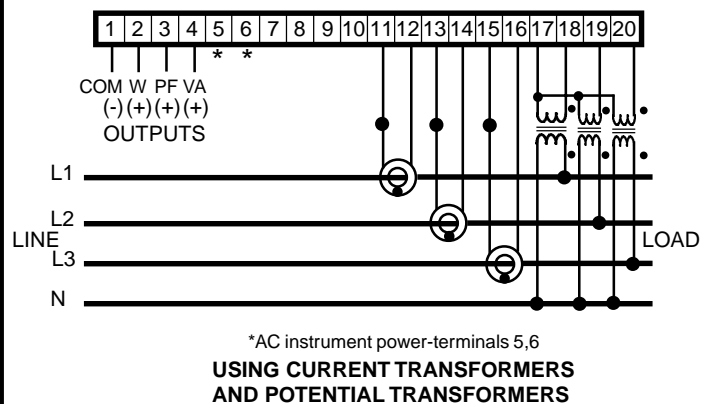 1 2 3 4 5 6 7 8 9 10 11 12 13 14 15 16 17 18 19 20
* *
COM W PF VA
(-) (+) (+) (+)
OUTPUTS
L1
L2
LINE LOAD
L3
N
*AC instrument power-terminals 5,6
USING CURRENT TRANSFORMERS
AND POTENTIAL TRANSFORMERS